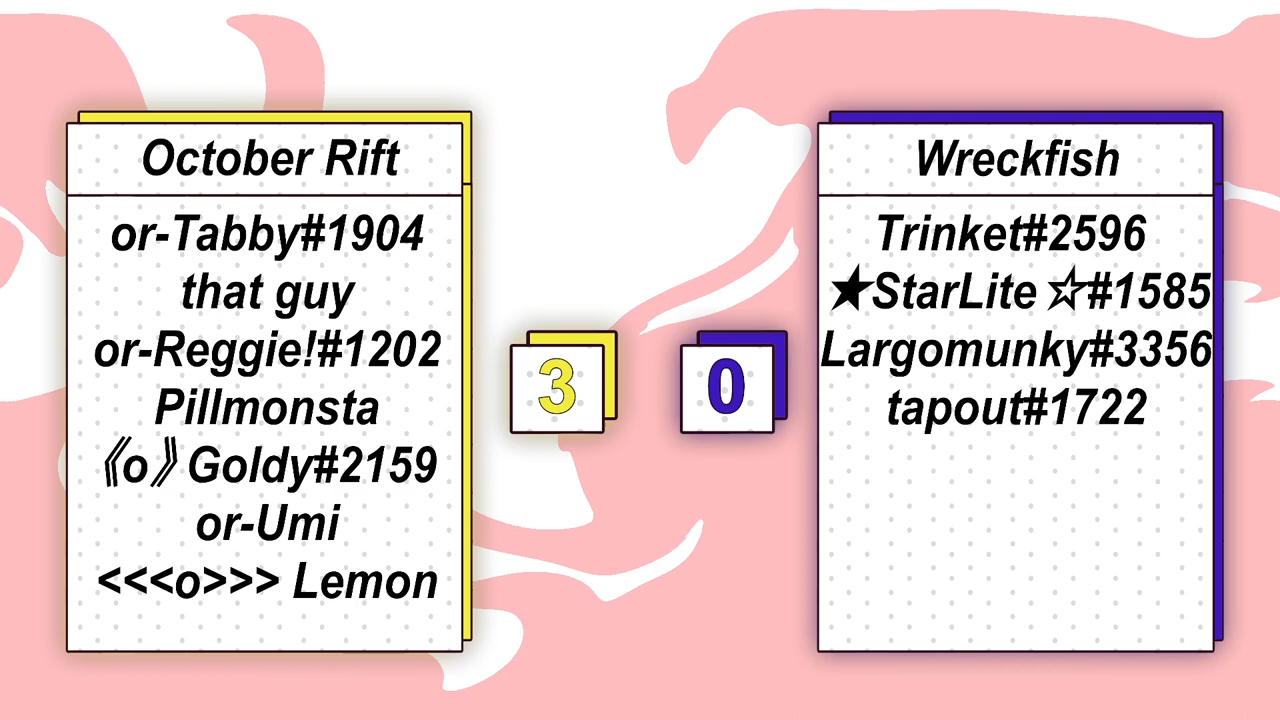 October Rift
or-Tabby#1904
that guy
or-Reggie!#1202
Pillmonsta
《o》Goldy#2159
or-Umi
<<<o>>> Lemon
3
0
Wreckfish
Trinket#2596
★StarLite ☆#1585
Largomunky#3356
tapout#1722